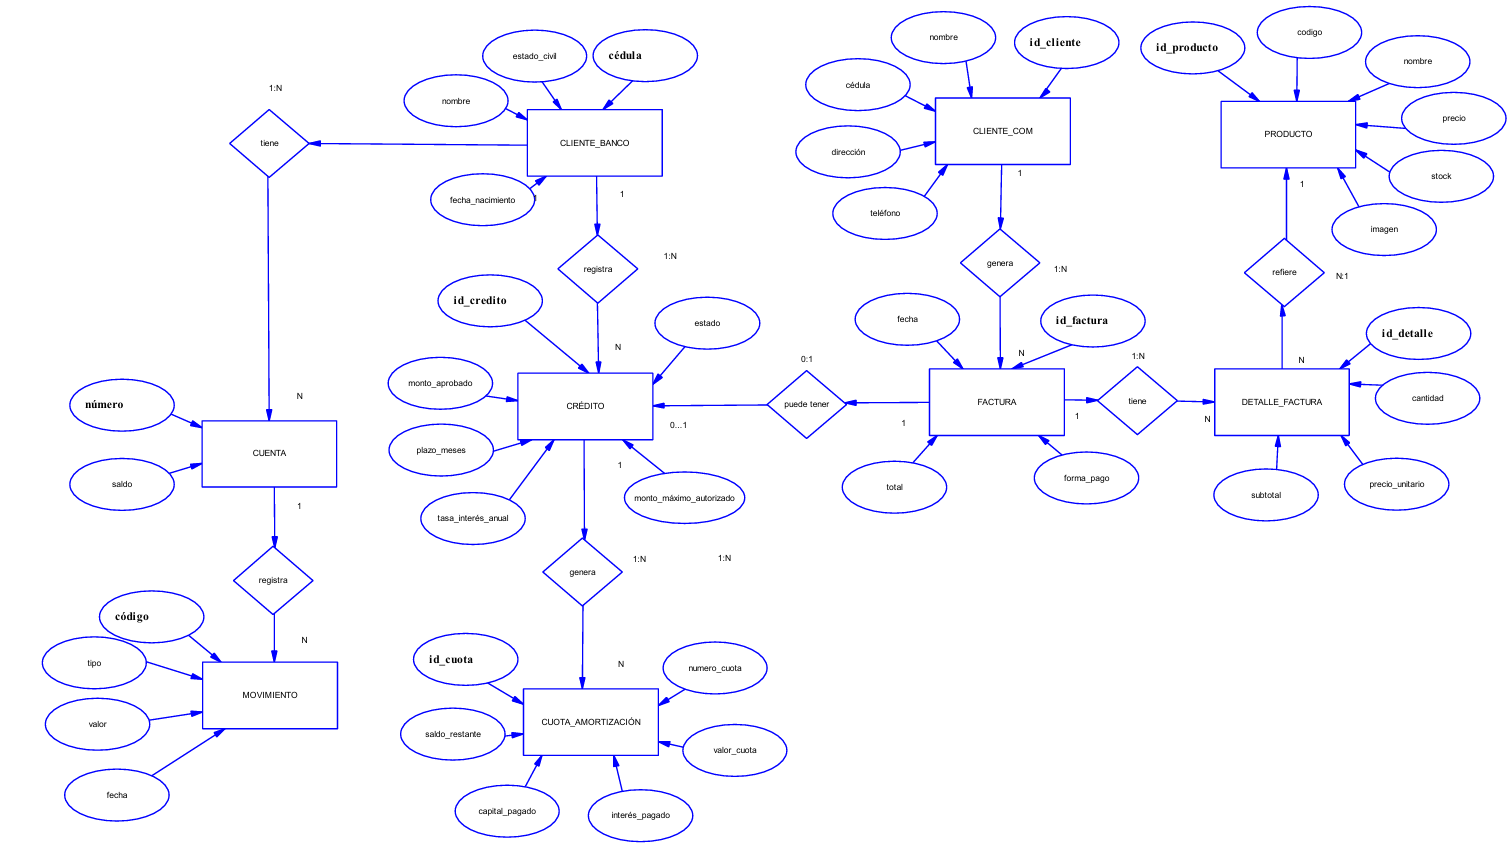 estado_civil
cédula
nombre
1:N
tiene
CLIENTE_BANCO
fecha_nacimiento
1
registra
1:N
id_credito
estado
N
monto_aprobado
CRÉDITO
plazo_meses
tasa_interés_anual
monto_máximo_autorizado
1
0...1
N
número
CUENTA
saldo
1
registra
N
código
tipo
valor
fecha
MOVIMIENTO
genera
1:N
1:N
N
id_cuota
numero_cuota
CUOTA_AMORTIZACIÓN
saldo_restante
valor_cuota
capital_pagado
interés_pagado
nombre
id_cliente
cédula
CLIENTE_COM
dirección
teléfono
1
genera
1:N
fecha
id_factura
N
0:1
puede tener
1
FACTURA
total
forma_pago
1:N
tiene
1
N
id_producto
codigo
nombre
precio
PRODUCTO
stock
imagen
1
refiere
N:1
id_detalle
N
DETALLE_FACTURA
cantidad
subtotal
precio_unitario